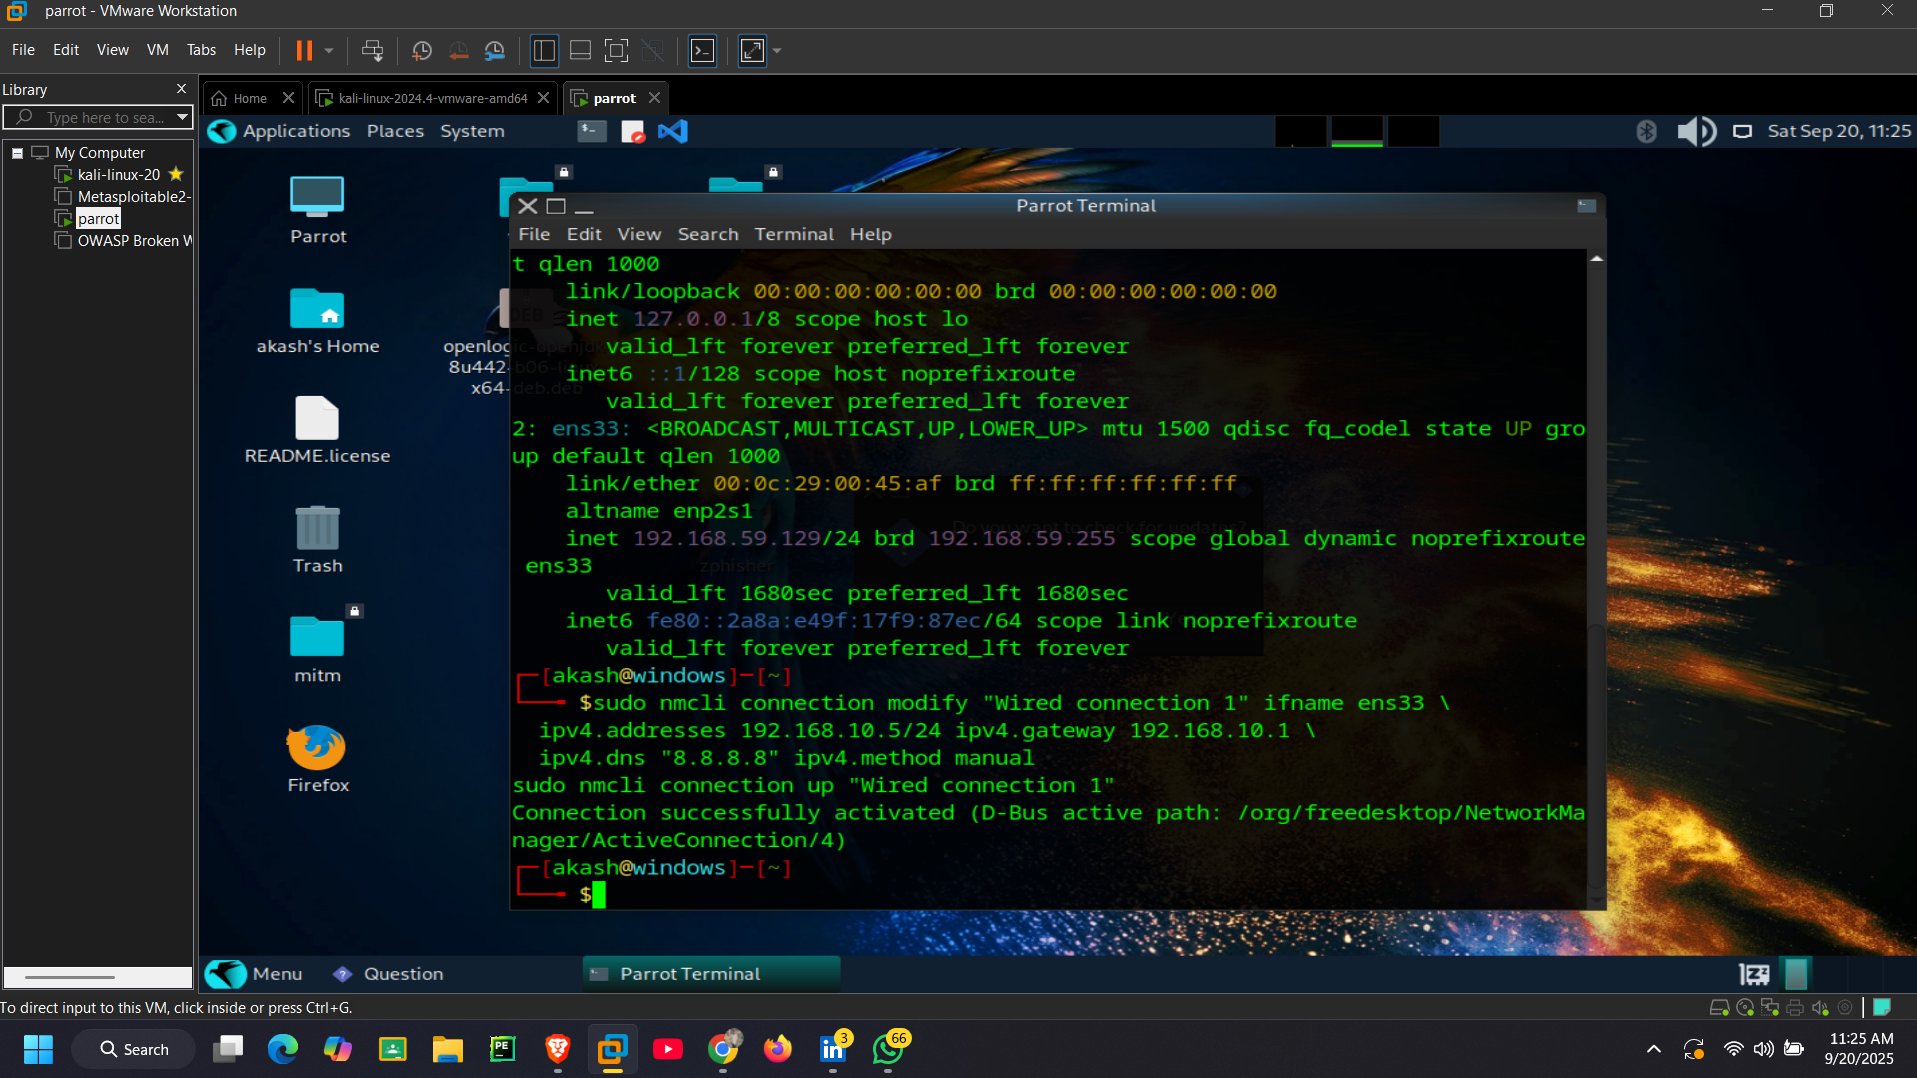 parrot - VMware Workstation
File Edit View VM Tabs Help
Library
Type here to sea...
My Computer
kali-linux-20
Metasploitable2-
parrot
OWASP Broken W
Home
kali-linux-2024.4-vmware-amd64
parrot
Applications Places System
Sat Sep 20, 11:25
Parrot
akash's Home
README.license
Trash
mitm
Firefox
Parrot Terminal
File Edit View Search Terminal Help
t qlen 1000
link/loopback 00:00:00:00:00:00 brd 00:00:00:00:00:00
inet 127.0.0.1/8 scope host lo
valid_lft forever preferred_lft forever
inet6 ::1/128 scope host noprefixroute
valid_lft forever preferred_lft forever
2: ens33: <BROADCAST,MULTICAST,UP,LOWER_UP> mtu 1500 qdisc fq_codel state UP gro
up default qlen 1000
link/ether 00:0c:29:00:45:af brd ff:ff:ff:ff:ff:ff
altname enp2s1
inet 192.168.59.129/24 brd 192.168.59.255 scope global dynamic noprefixroute
ens33
valid_lft 1680sec preferred_lft 1680sec
inet6 fe80::2a8a:e49f:17f9:87ec/64 scope link noprefixroute
valid_lft forever preferred_lft forever
┌─[akash@windows]─[~]
└──╼ $sudo nmcli connection modify "Wired connection 1" ifname ens33 \
ipv4.addresses 192.168.10.5/24 ipv4.gateway 192.168.10.1 \
ipv4.dns "8.8.8.8" ipv4.method manual
sudo nmcli connection up "Wired connection 1"
Connection successfully activated (D-Bus active path: /org/freedesktop/NetworkMa
nager/ActiveConnection/4)
┌─[akash@windows]─[~]
└──╼ $
Do you want to check for updates?
zphisher
Menu
Question
Parrot Terminal
To direct input to this VM, click inside or press Ctrl+G.
Search
3
66
11:25 AM
9/20/2025